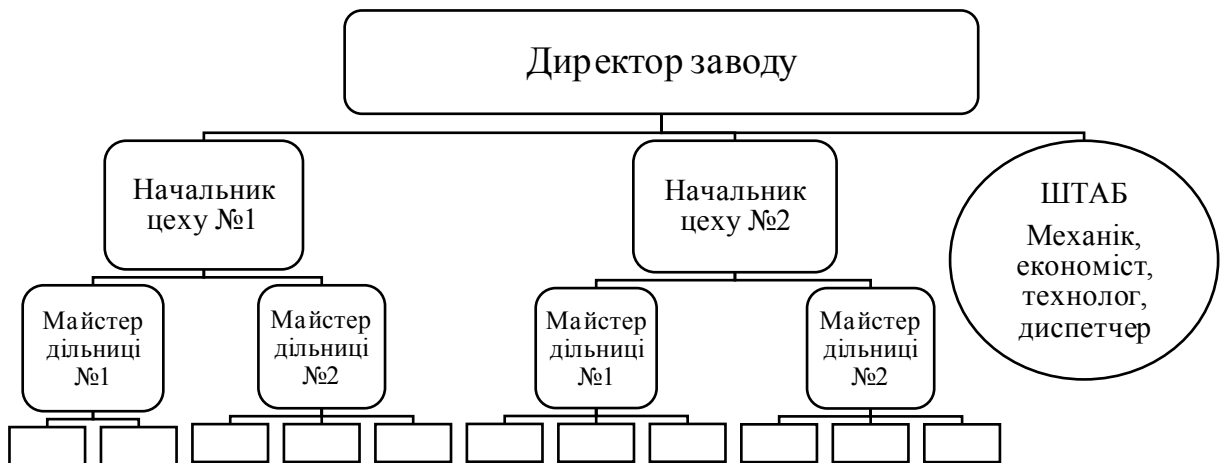 Директор заводу
Начальник
цеху №1
Начальник
цеху №2
ШТАБ
Механік,
економіст,
технолог,
диспетчер
Майстер
дільниці
№1
Майстер
дільниці
№2
Майстер
дільниці
№1
Майстер
дільниці
№2